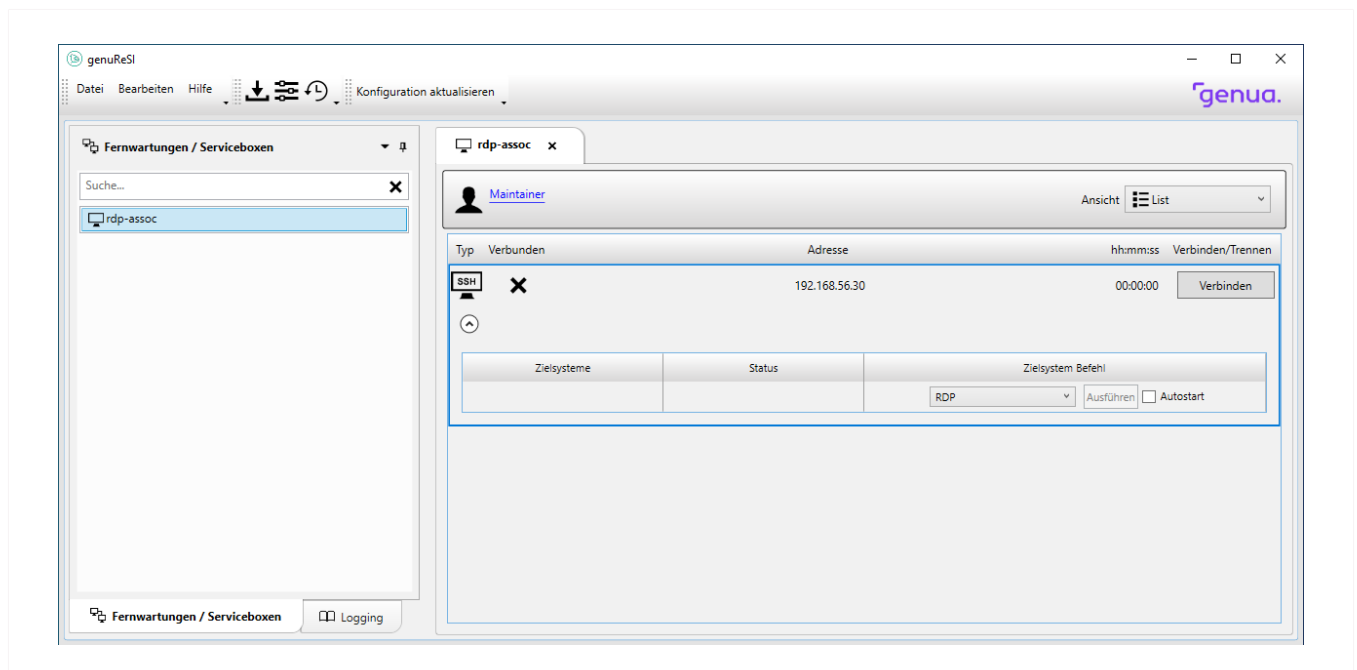 genuReSI
Datei Bearbeiten Hilfe Konfiguration aktualisieren genua.
Fernwartungen / Serviceboxen
Suche...
rdp-assoc
rdp-assoc
Maintainer Ansicht List
Typ Verbunden Adresse hh:mm:ss Verbinden/Trennen
SSH 192.168.56.30 00:00:00 Verbinden
Zielsysteme Status Zielsystem Befehl
RDP Ausführen Autostart
Fernwartungen / Serviceboxen Logging